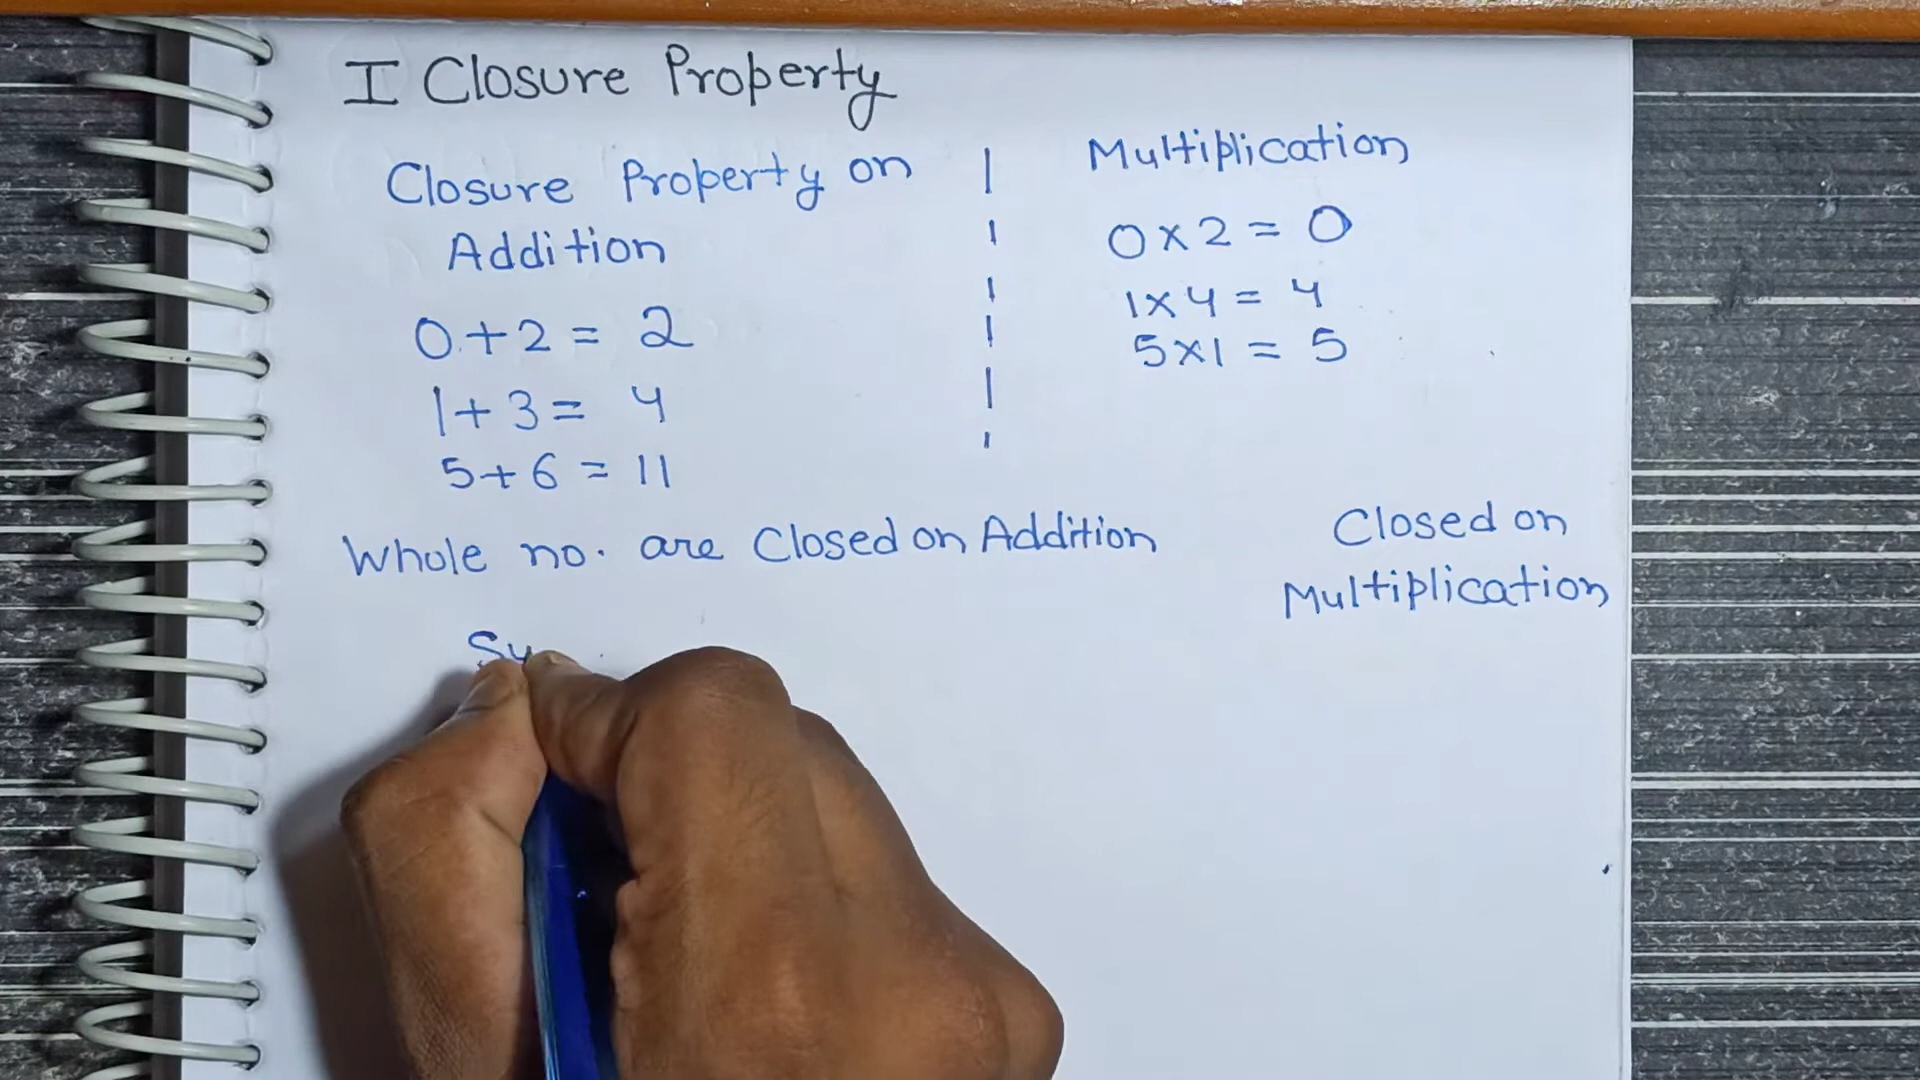 I Closure Property
Closure Property on
Addition
0+2 = 2
1+3 = 4
5+6 = 11
Multiplication
0×2 = 0
1×4 = 4
5×1 = 5
Whole no. are Closed on Addition
Closed on
Multiplication